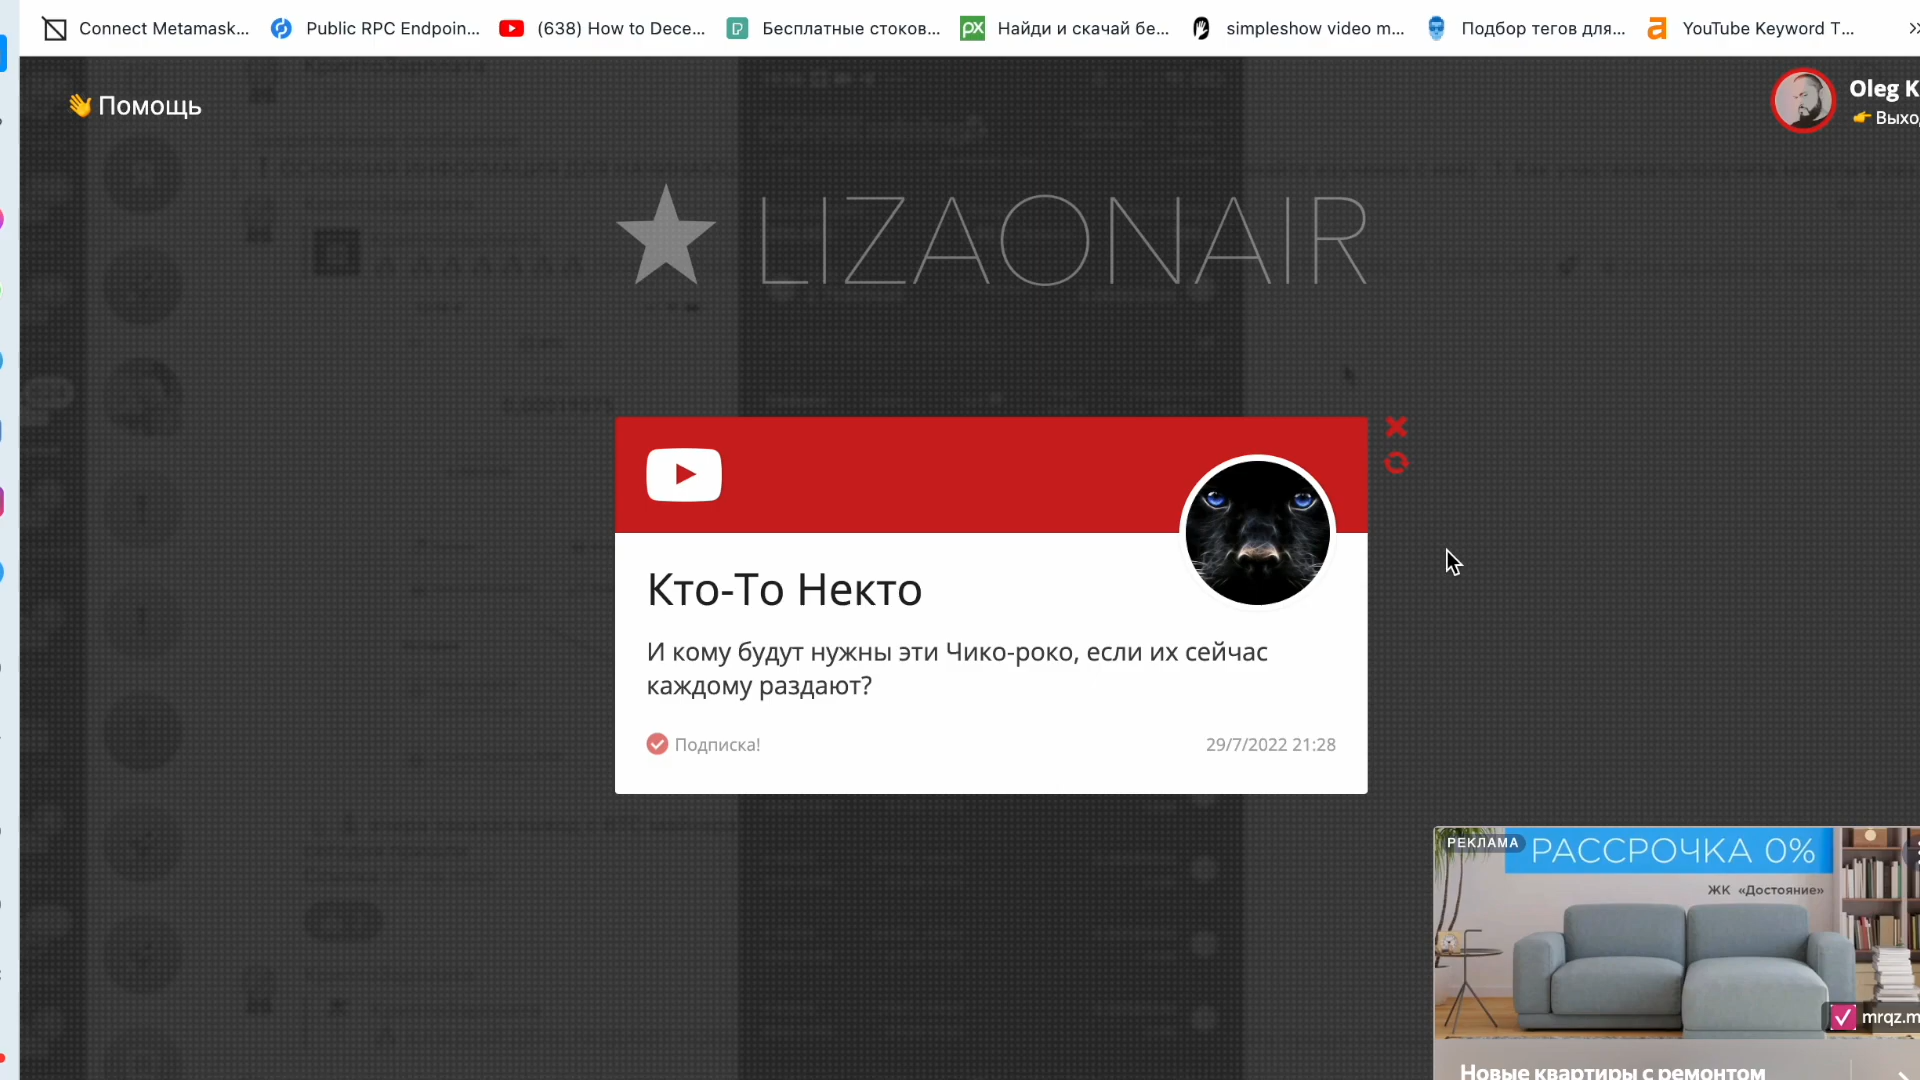 Connect Metamask...
Public RPC Endpoin...
(638) How to Dece...
Бесплатные стоков...
Найди и скачай бе...
simpleshow video m...
Подбор тегов для...
YouTube Keyword T...
👋 Помощь
Oleg K
👉 Выхо
★ LIZAONAIR
Кто-То Некто
И кому будут нужны эти Чико-роко, если их сейчас
каждому раздают?
Подписка!
29/7/2022 21:28
РЕКЛАМА
РАССРОЧКА 0%
ЖК «Достояние»
mrqz.m
Новые квартиры с ремонтом